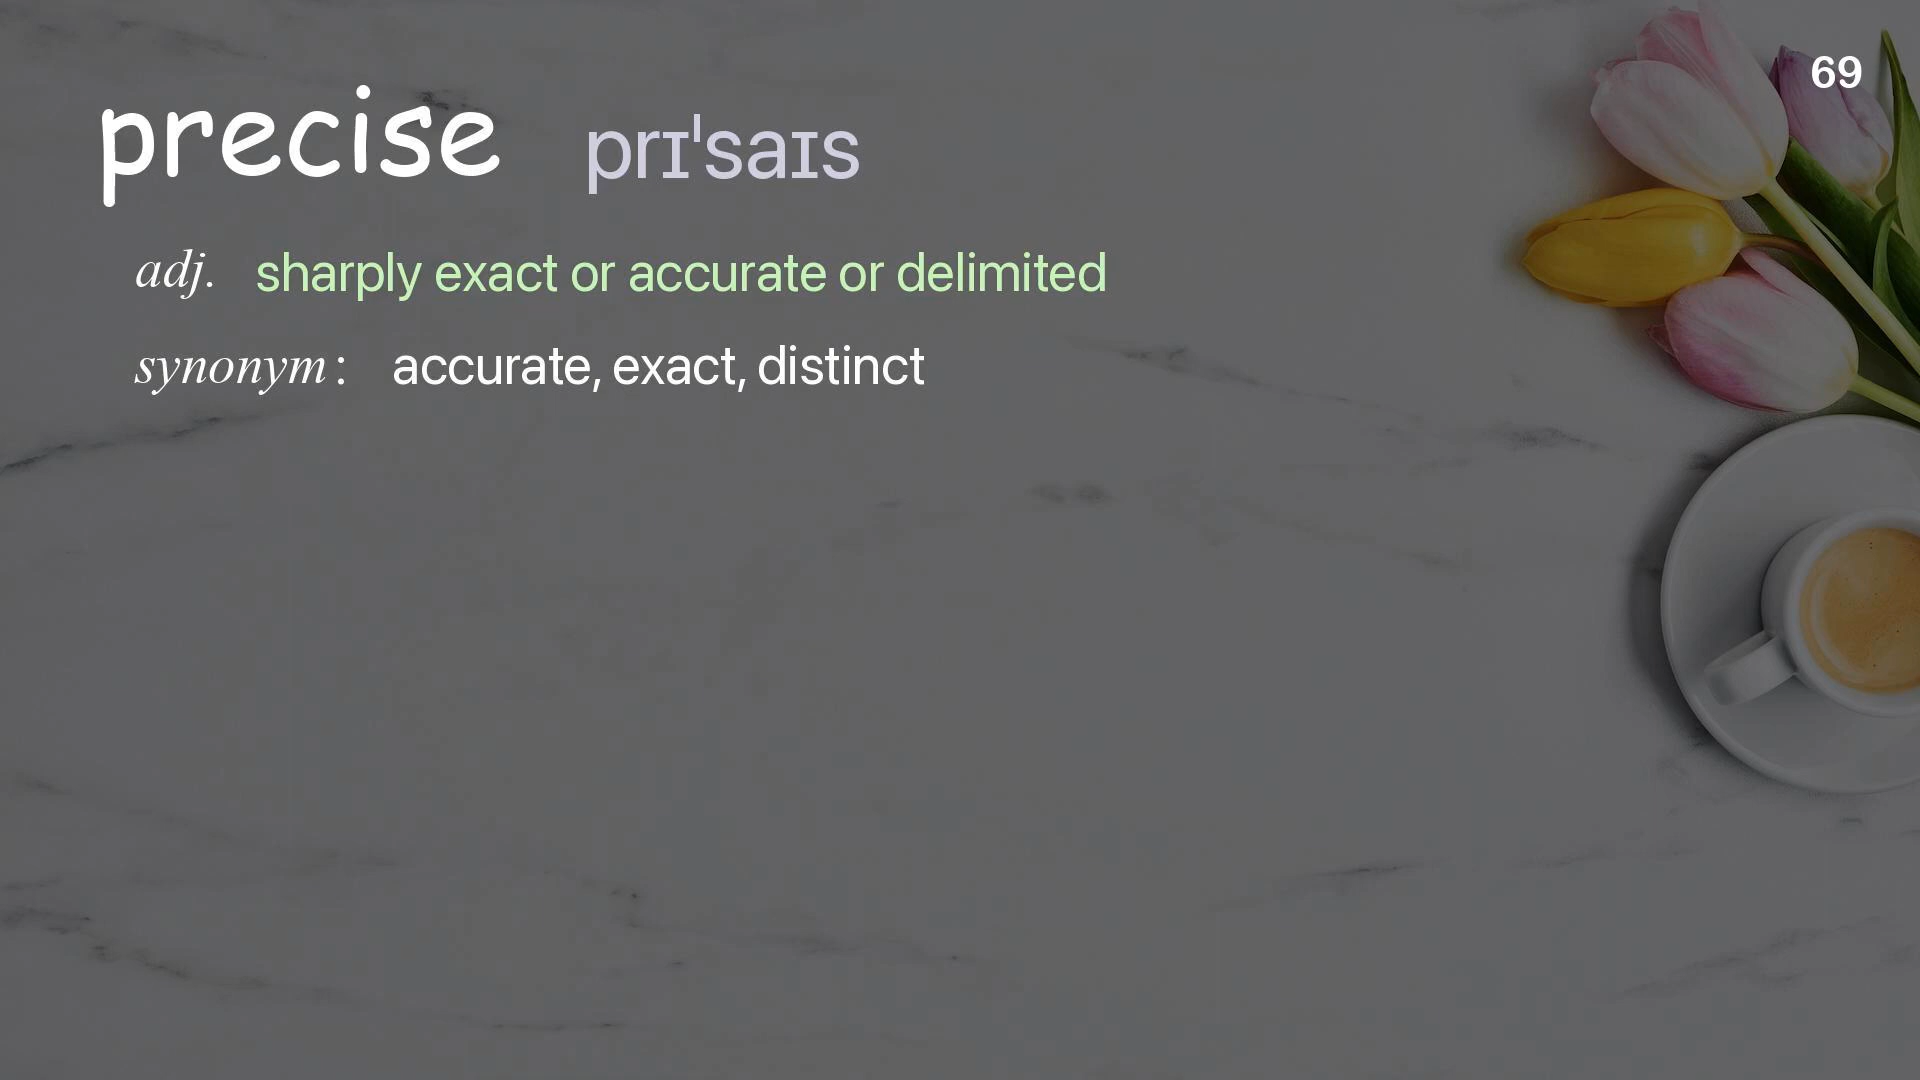 69
precise prɪ'saɪs
adj. sharply exact or accurate or delimited
synonym: accurate, exact, distinct